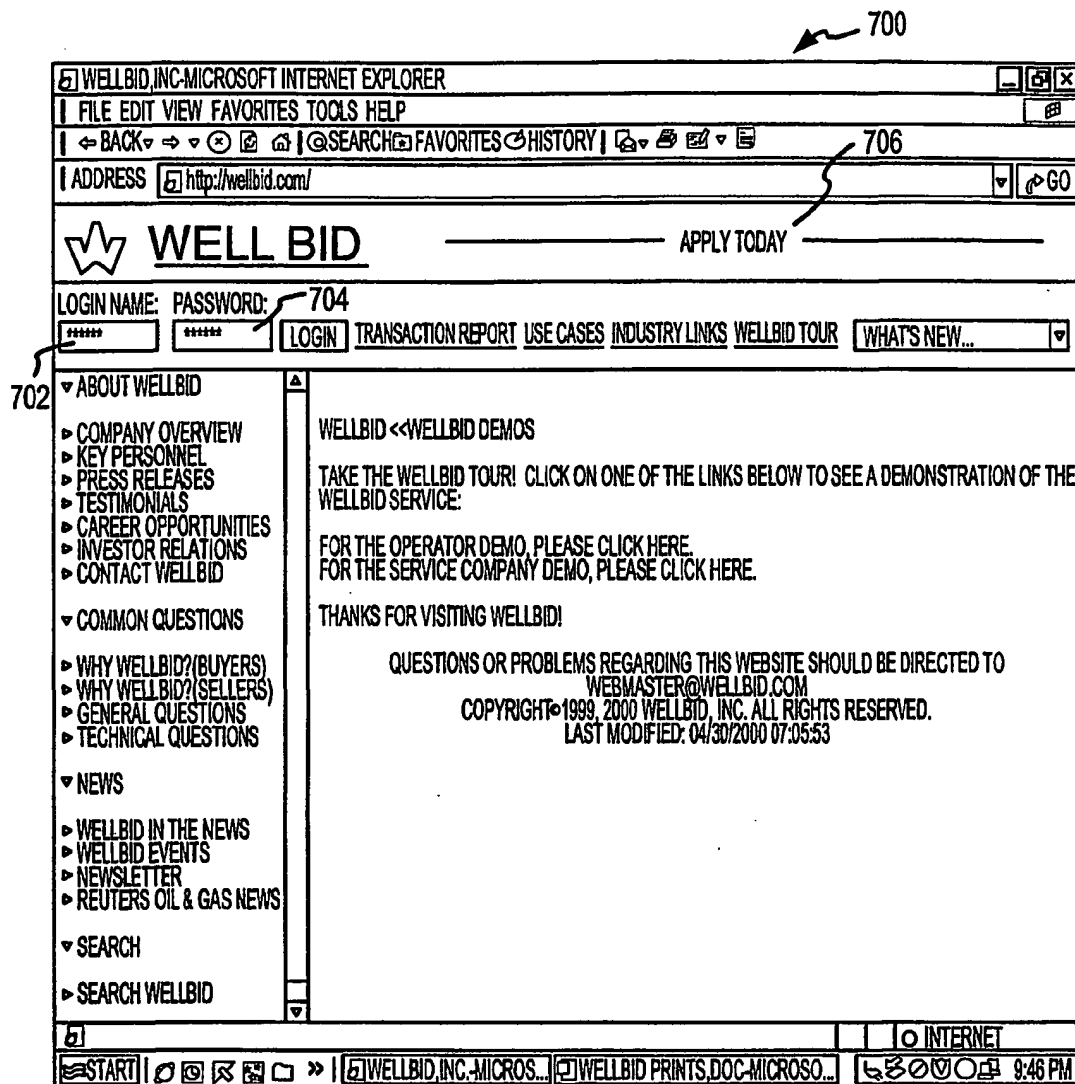 700
WELLBID,INC-MICROSOFT INTERNET EXPLORER
FILE EDIT VIEW FAVORITES TOOLS HELP
BACK SEARCH FAVORITES HISTORY
706
ADDRESS http://wellbid.com/ GO
WELL BID APPLY TODAY
LOGIN NAME: PASSWORD: 704
****** ****** LOGIN TRANSACTION REPORT USE CASES INDUSTRY LINKS WELLBID TOUR WHAT'S NEW...
702
ABOUT WELLBID
COMPANY OVERVIEW
KEY PERSONNEL
PRESS RELEASES
TESTIMONIALS
CAREER OPPORTUNITIES
INVESTOR RELATIONS
CONTACT WELLBID
COMMON QUESTIONS
WHY WELLBID?(BUYERS)
WHY WELLBID?(SELLERS)
GENERAL QUESTIONS
TECHNICAL QUESTIONS
NEWS
WELLBID IN THE NEWS
WELLBID EVENTS
NEWSLETTER
REUTERS OIL & GAS NEWS
SEARCH
SEARCH WELLBID
WELLBID <<WELLBID DEMOS
TAKE THE WELLBID TOUR! CLICK ON ONE OF THE LINKS BELOW TO SEE A DEMONSTRATION OF THE
WELLBID SERVICE:
FOR THE OPERATOR DEMO, PLEASE CLICK HERE.
FOR THE SERVICE COMPANY DEMO, PLEASE CLICK HERE.
THANKS FOR VISITING WELLBID!
QUESTIONS OR PROBLEMS REGARDING THIS WEBSITE SHOULD BE DIRECTED TO
WEBMASTER@WELLBID.COM
COPYRIGHT©1999, 2000 WELLBID, INC. ALL RIGHTS RESERVED.
LAST MODIFIED: 04/30/2000 07:05:53
INTERNET
START » WELLBID,INC,-MICROS... WELLBID PRINTS,DOC-MICROSO... 9:46 PM